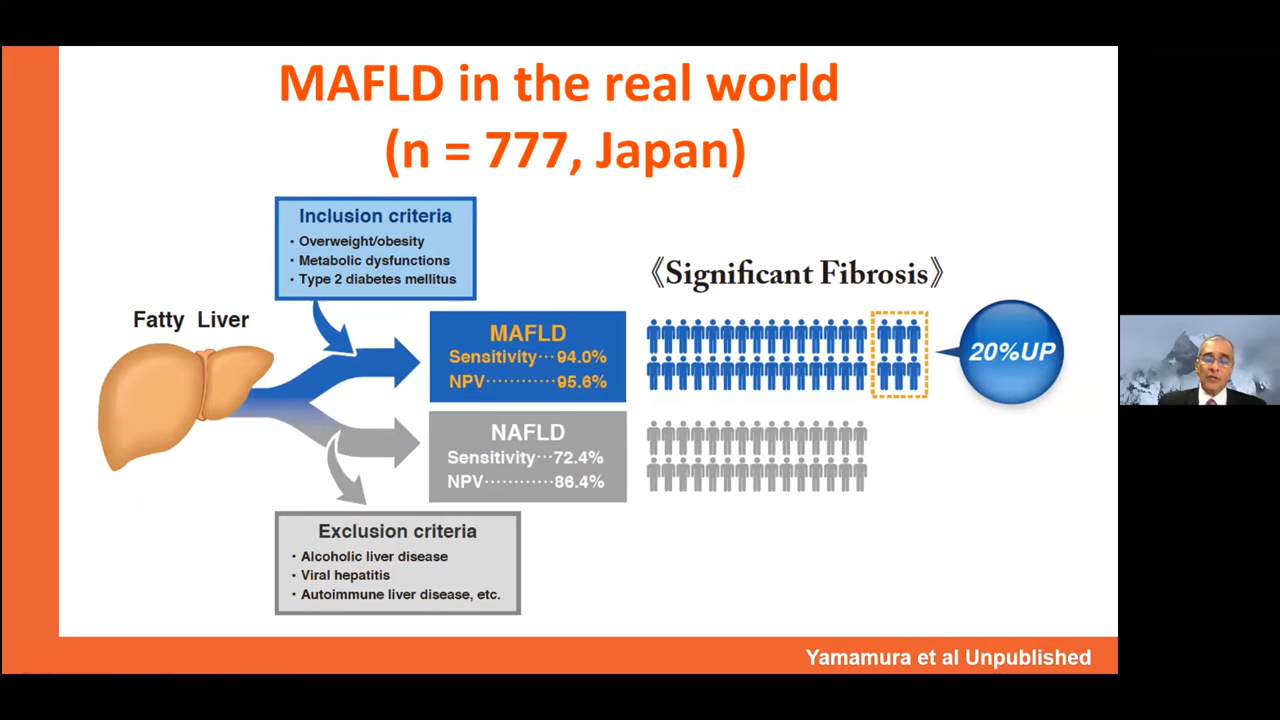 MAFLD in the real world
(n = 777, Japan)
Inclusion criteria
· Overweight/obesity
· Metabolic dysfunctions
· Type 2 diabetes mellitus
《Significant Fibrosis》
Fatty Liver
MAFLD
Sensitivity···94.0%
NPV············95.6%
20%UP
NAFLD
Sensitivity···72.4%
NPV············86.4%
Exclusion criteria
· Alcoholic liver disease
· Viral hepatitis
· Autoimmune liver disease, etc.
Yamamura et al Unpublished